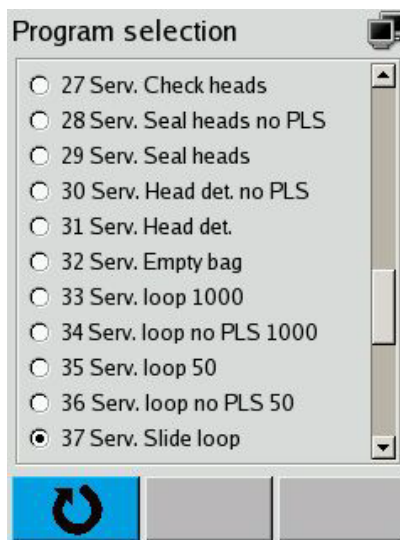 Program selection
27 Serv. Check heads
28 Serv. Seal heads no PLS
29 Serv. Seal heads
30 Serv. Head det. no PLS
31 Serv. Head det.
32 Serv. Empty bag
33 Serv. loop 1000
34 Serv. loop no PLS 1000
35 Serv. loop 50
36 Serv. loop no PLS 50
37 Serv. Slide loop